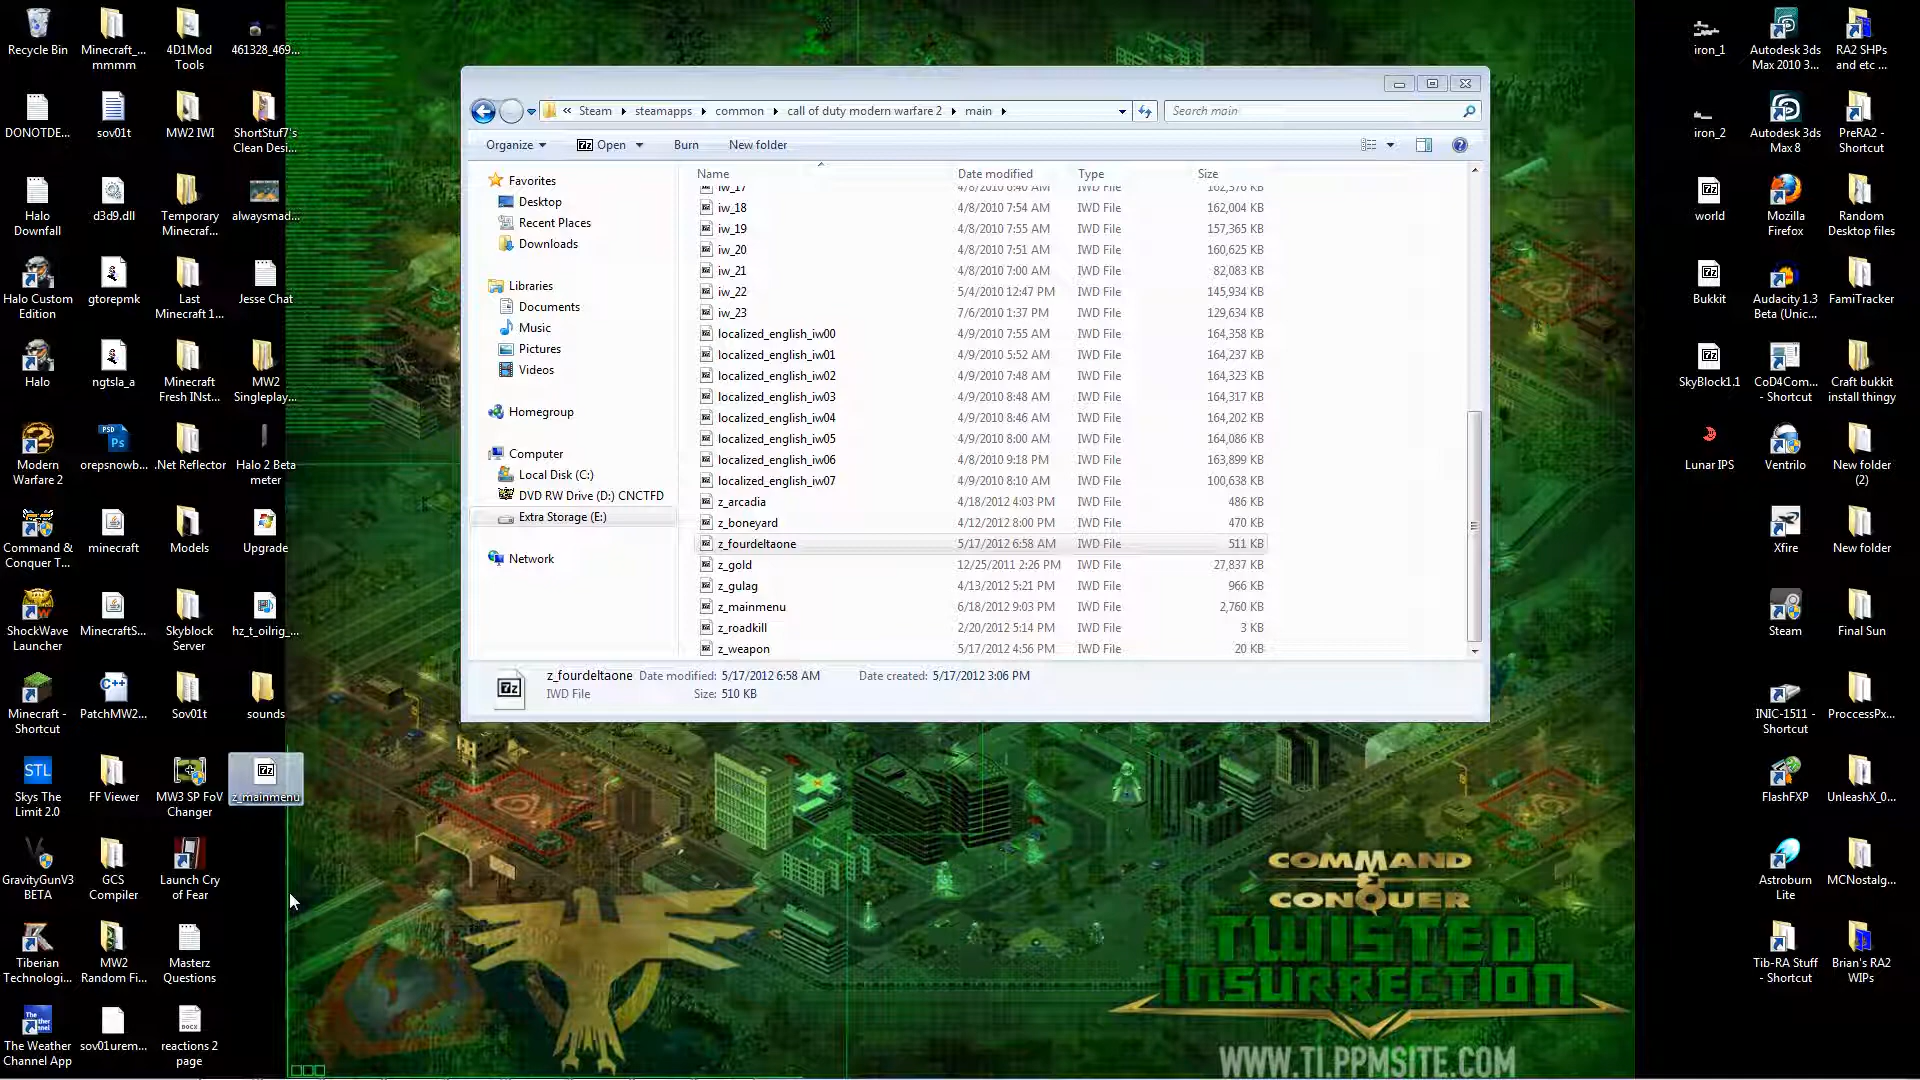 Recycle Bin
Minecraft_...
mmmm
4D1Mod
Tools
461328_469...
DONOTDE...
sov01t
MW2 IWI
ShortStuf7's
Clean Desi...
Halo
Downfall
d3d9.dll
Temporary
Minecraf...
alwaysmad...
Halo Custom
Edition
gtorepmk
Last
Minecraft 1...
Jesse Chat
Halo
ngtsla_a
Minecraft
Fresh INst...
MW2
Singleplay...
Modern
Warfare 2
PSD
Ps
orepsnowb...
.Net Reflector
Halo 2 Beta
meter
Command &
Conquer T...
minecraft
Models
Upgrade
ShockWave
Launcher
MinecraftS...
Skyblock
Server
hz_t_oilrig_...
Minecraft -
Shortcut
C++
PatchMW2...
Sov01t
sounds
STL
Skys The
Limit 2.0
FF Viewer
MW3 SP FoV
Changer
7z
z_mainmenu
GravityGunV3
BETA
GCS
Compiler
Launch Cry
of Fear
Tiberian
Technologi...
MW2
Random Fi...
Masterz
Questions
The Weather
Channel App
sov01urem...
DOCX
reactions 2
page
« Steam
steamapps
common
call of duty modern warfare 2
main
Search main
Organize
7z
Open
Burn
New folder
Favorites
Desktop
Recent Places
Downloads
Libraries
Documents
Music
Pictures
Videos
Homegroup
Computer
Local Disk (C:)
DVD RW Drive (D:) CNCTFD
Extra Storage (E:)
Network
Name Date modified Type Size
iw_17 4/8/2010 6:40 AM IWD File 162,576 KB
iw_18 4/8/2010 7:54 AM IWD File 162,004 KB
iw_19 4/8/2010 7:55 AM IWD File 157,365 KB
iw_20 4/8/2010 7:51 AM IWD File 160,625 KB
iw_21 4/8/2010 7:00 AM IWD File 82,083 KB
iw_22 5/4/2010 12:47 PM IWD File 145,934 KB
iw_23 7/6/2010 1:37 PM IWD File 129,634 KB
localized_english_iw00 4/9/2010 7:55 AM IWD File 164,358 KB
localized_english_iw01 4/9/2010 5:52 AM IWD File 164,237 KB
localized_english_iw02 4/9/2010 7:48 AM IWD File 164,323 KB
localized_english_iw03 4/9/2010 8:48 AM IWD File 164,317 KB
localized_english_iw04 4/9/2010 8:46 AM IWD File 164,202 KB
localized_english_iw05 4/9/2010 8:00 AM IWD File 164,086 KB
localized_english_iw06 4/8/2010 9:18 PM IWD File 163,899 KB
localized_english_iw07 4/9/2010 8:10 AM IWD File 100,638 KB
z_arcadia 4/18/2012 4:03 PM IWD File 486 KB
z_boneyard 4/12/2012 8:00 PM IWD File 470 KB
z_fourdeltaone 5/17/2012 6:58 AM IWD File 511 KB
z_gold 12/25/2011 2:26 PM IWD File 27,837 KB
z_gulag 4/13/2012 5:21 PM IWD File 966 KB
z_mainmenu 6/18/2012 9:03 PM IWD File 2,760 KB
z_roadkill 2/20/2012 5:14 PM IWD File 3 KB
z_weapon 5/17/2012 4:56 PM IWD File 20 KB
7z
z_fourdeltaone Date modified: 5/17/2012 6:58 AM Date created: 5/17/2012 3:06 PM
IWD File Size: 510 KB
iron_1
Autodesk 3ds
Max 2010 3...
RA2 SHPs
and etc ...
iron_2
Autodesk 3ds
Max 8
PreRA2 -
Shortcut
7z
world
Mozilla
Firefox
Random
Desktop files
7z
Bukkit
Audacity 1.3
Beta (Unic...
FamiTracker
7z
SkyBlock1.1
CoD4Com...
- Shortcut
Craft bukkit
install thingy
Lunar IPS
Ventrilo
New folder
(2)
Xfire
New folder
Steam
Final Sun
INIC-1511 -
Shortcut
ProccessPx...
FlashFXP
UnleashX_0...
Astroburn
Lite
MCNostalg...
Tib-RA Stuff
- Shortcut
Brian's RA2
WIPs
COMMAND
&
CONQUER
TWISTED
INSURRECTION
WWW.TI.PPMSITE.COM